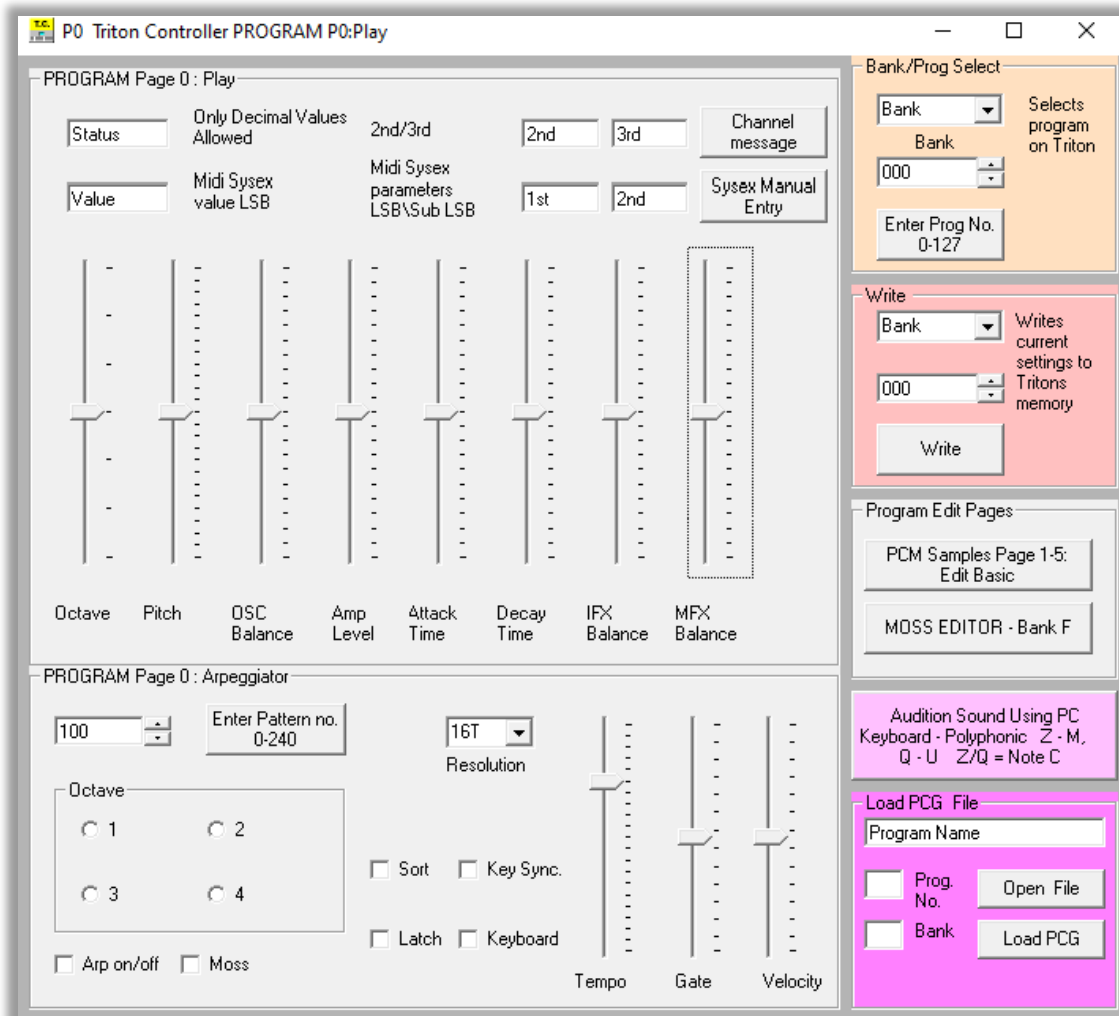 T.C.
P0 Triton Controller PROGRAM P0:Play
PROGRAM Page 0 : Play
Status
Only Decimal Values
Allowed
2nd/3rd
2nd
3rd
Channel
message
Value
Midi Sysex
value LSB
Midi Sysex
parameters
LSB\Sub LSB
1st
2nd
Sysex Manual
Entry
Octave
Pitch
OSC
Balance
Amp
Level
Attack
Time
Decay
Time
IFX
Balance
MFX
Balance
PROGRAM Page 0 : Arpeggiator
100
Enter Pattern no.
0-240
16T
Resolution
Octave
1
2
3
4
Sort
Key Sync.
Latch
Keyboard
Arp on/off
Moss
Tempo
Gate
Velocity
Bank/Prog Select
Bank
Selects
program
on Triton
Bank
000
Enter Prog No.
0-127
Write
Bank
Writes
current
settings to
Tritons
memory
000
Write
Program Edit Pages
PCM Samples Page 1-5:
Edit Basic
MOSS EDITOR - Bank F
Audition Sound Using PC
Keyboard - Polyphonic Z - M,
Q - U Z/Q = Note C
Load PCG File
Program Name
Prog.
No.
Open File
Bank
Load PCG